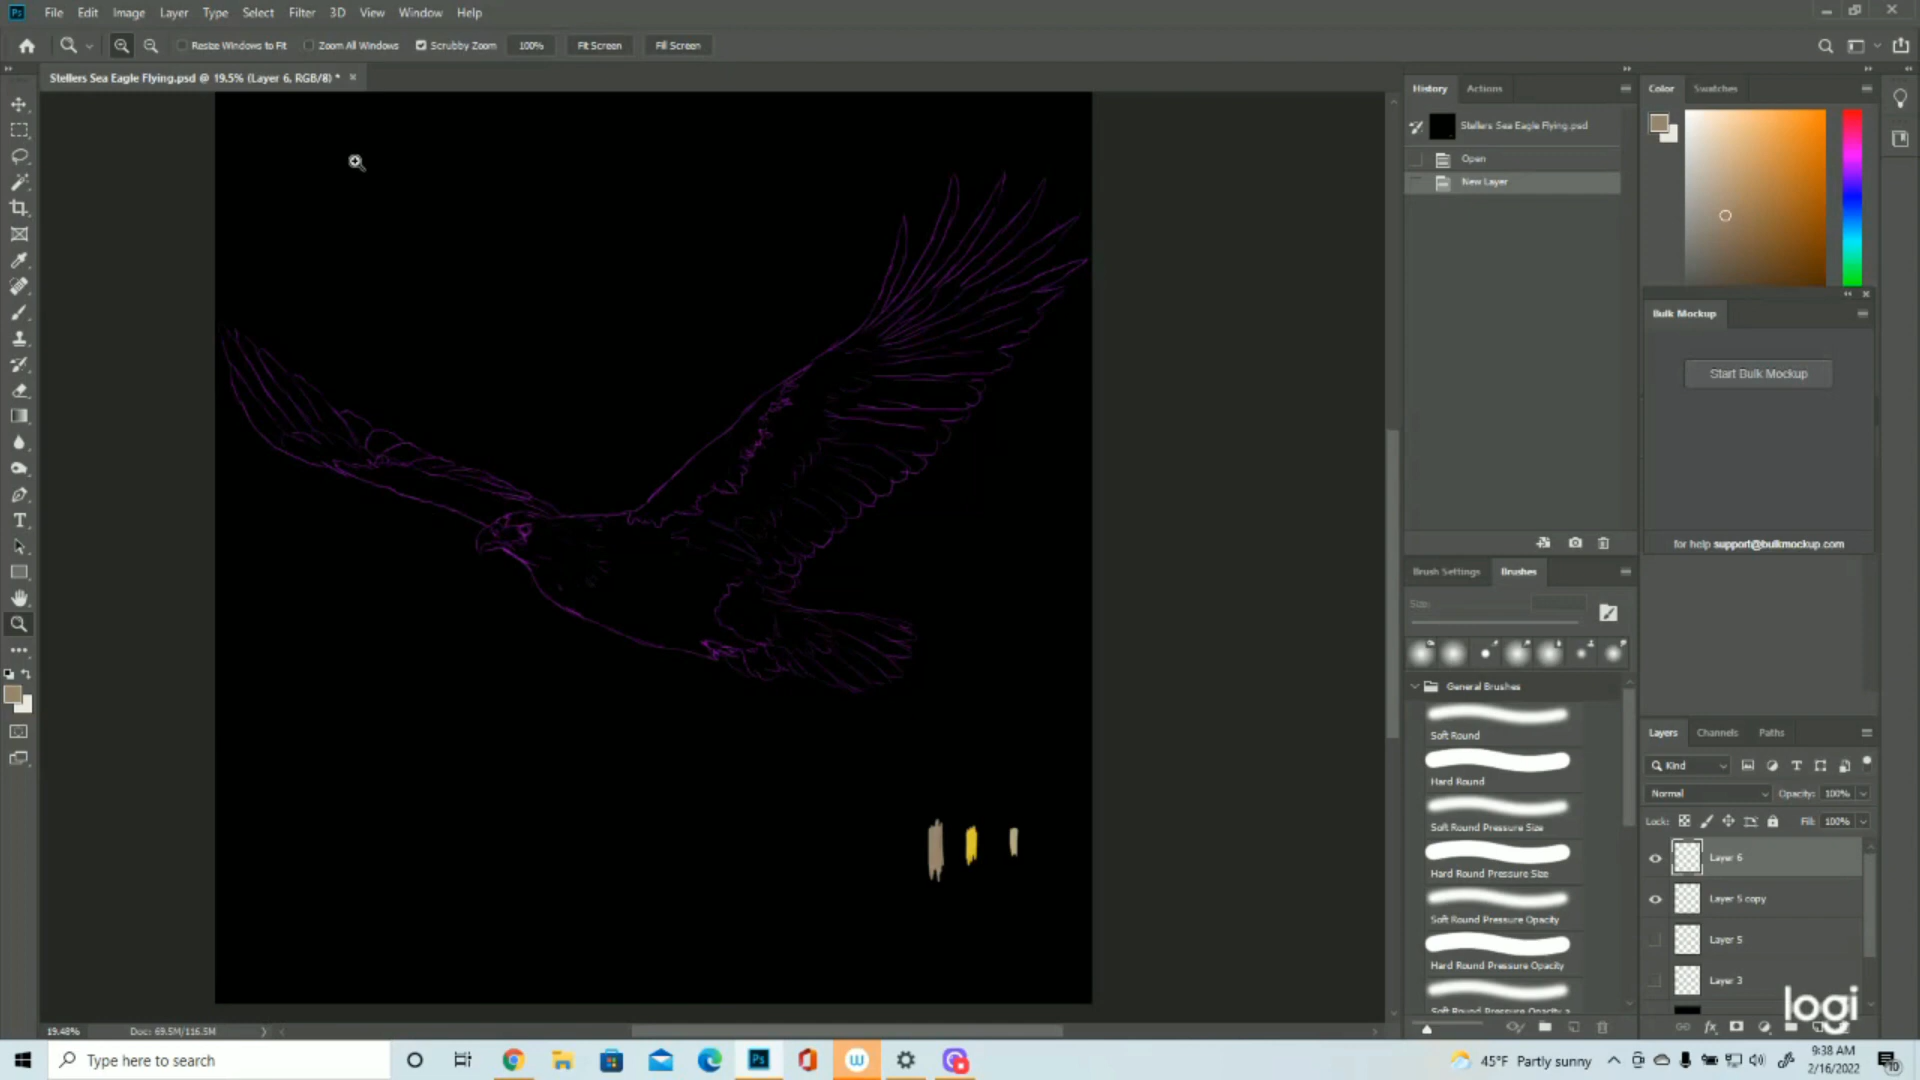 Ps File Edit Image Layer Type Select Filter 3D View Window Help
Resize Windows to Fit Zoom All Windows Scrubby Zoom 100% Fit Screen Fill Screen
Stellers Sea Eagle Flying.psd @ 19.5% (Layer 6, RGB/8) *
History Actions
Stellers Sea Eagle Flying.psd
Open
New Layer
Color Swatches
Bulk Mockup
Start Bulk Mockup
for help support@bulkmockup.com
Brush Settings Brushes
Size:
General Brushes
Soft Round
Hard Round
Soft Round Pressure Size
Hard Round Pressure Size
Soft Round Pressure Opacity
Hard Round Pressure Opacity
Layers Channels Paths
Kind
Normal Opacity: 100%
Lock: Fill: 100%
Layer 6
Layer 5 copy
Layer 5
Layer 3
logi
19.48% Doc: 69.5M/116.5M
Type here to search
Ps
45°F Partly sunny
9:38 AM
2/16/2022